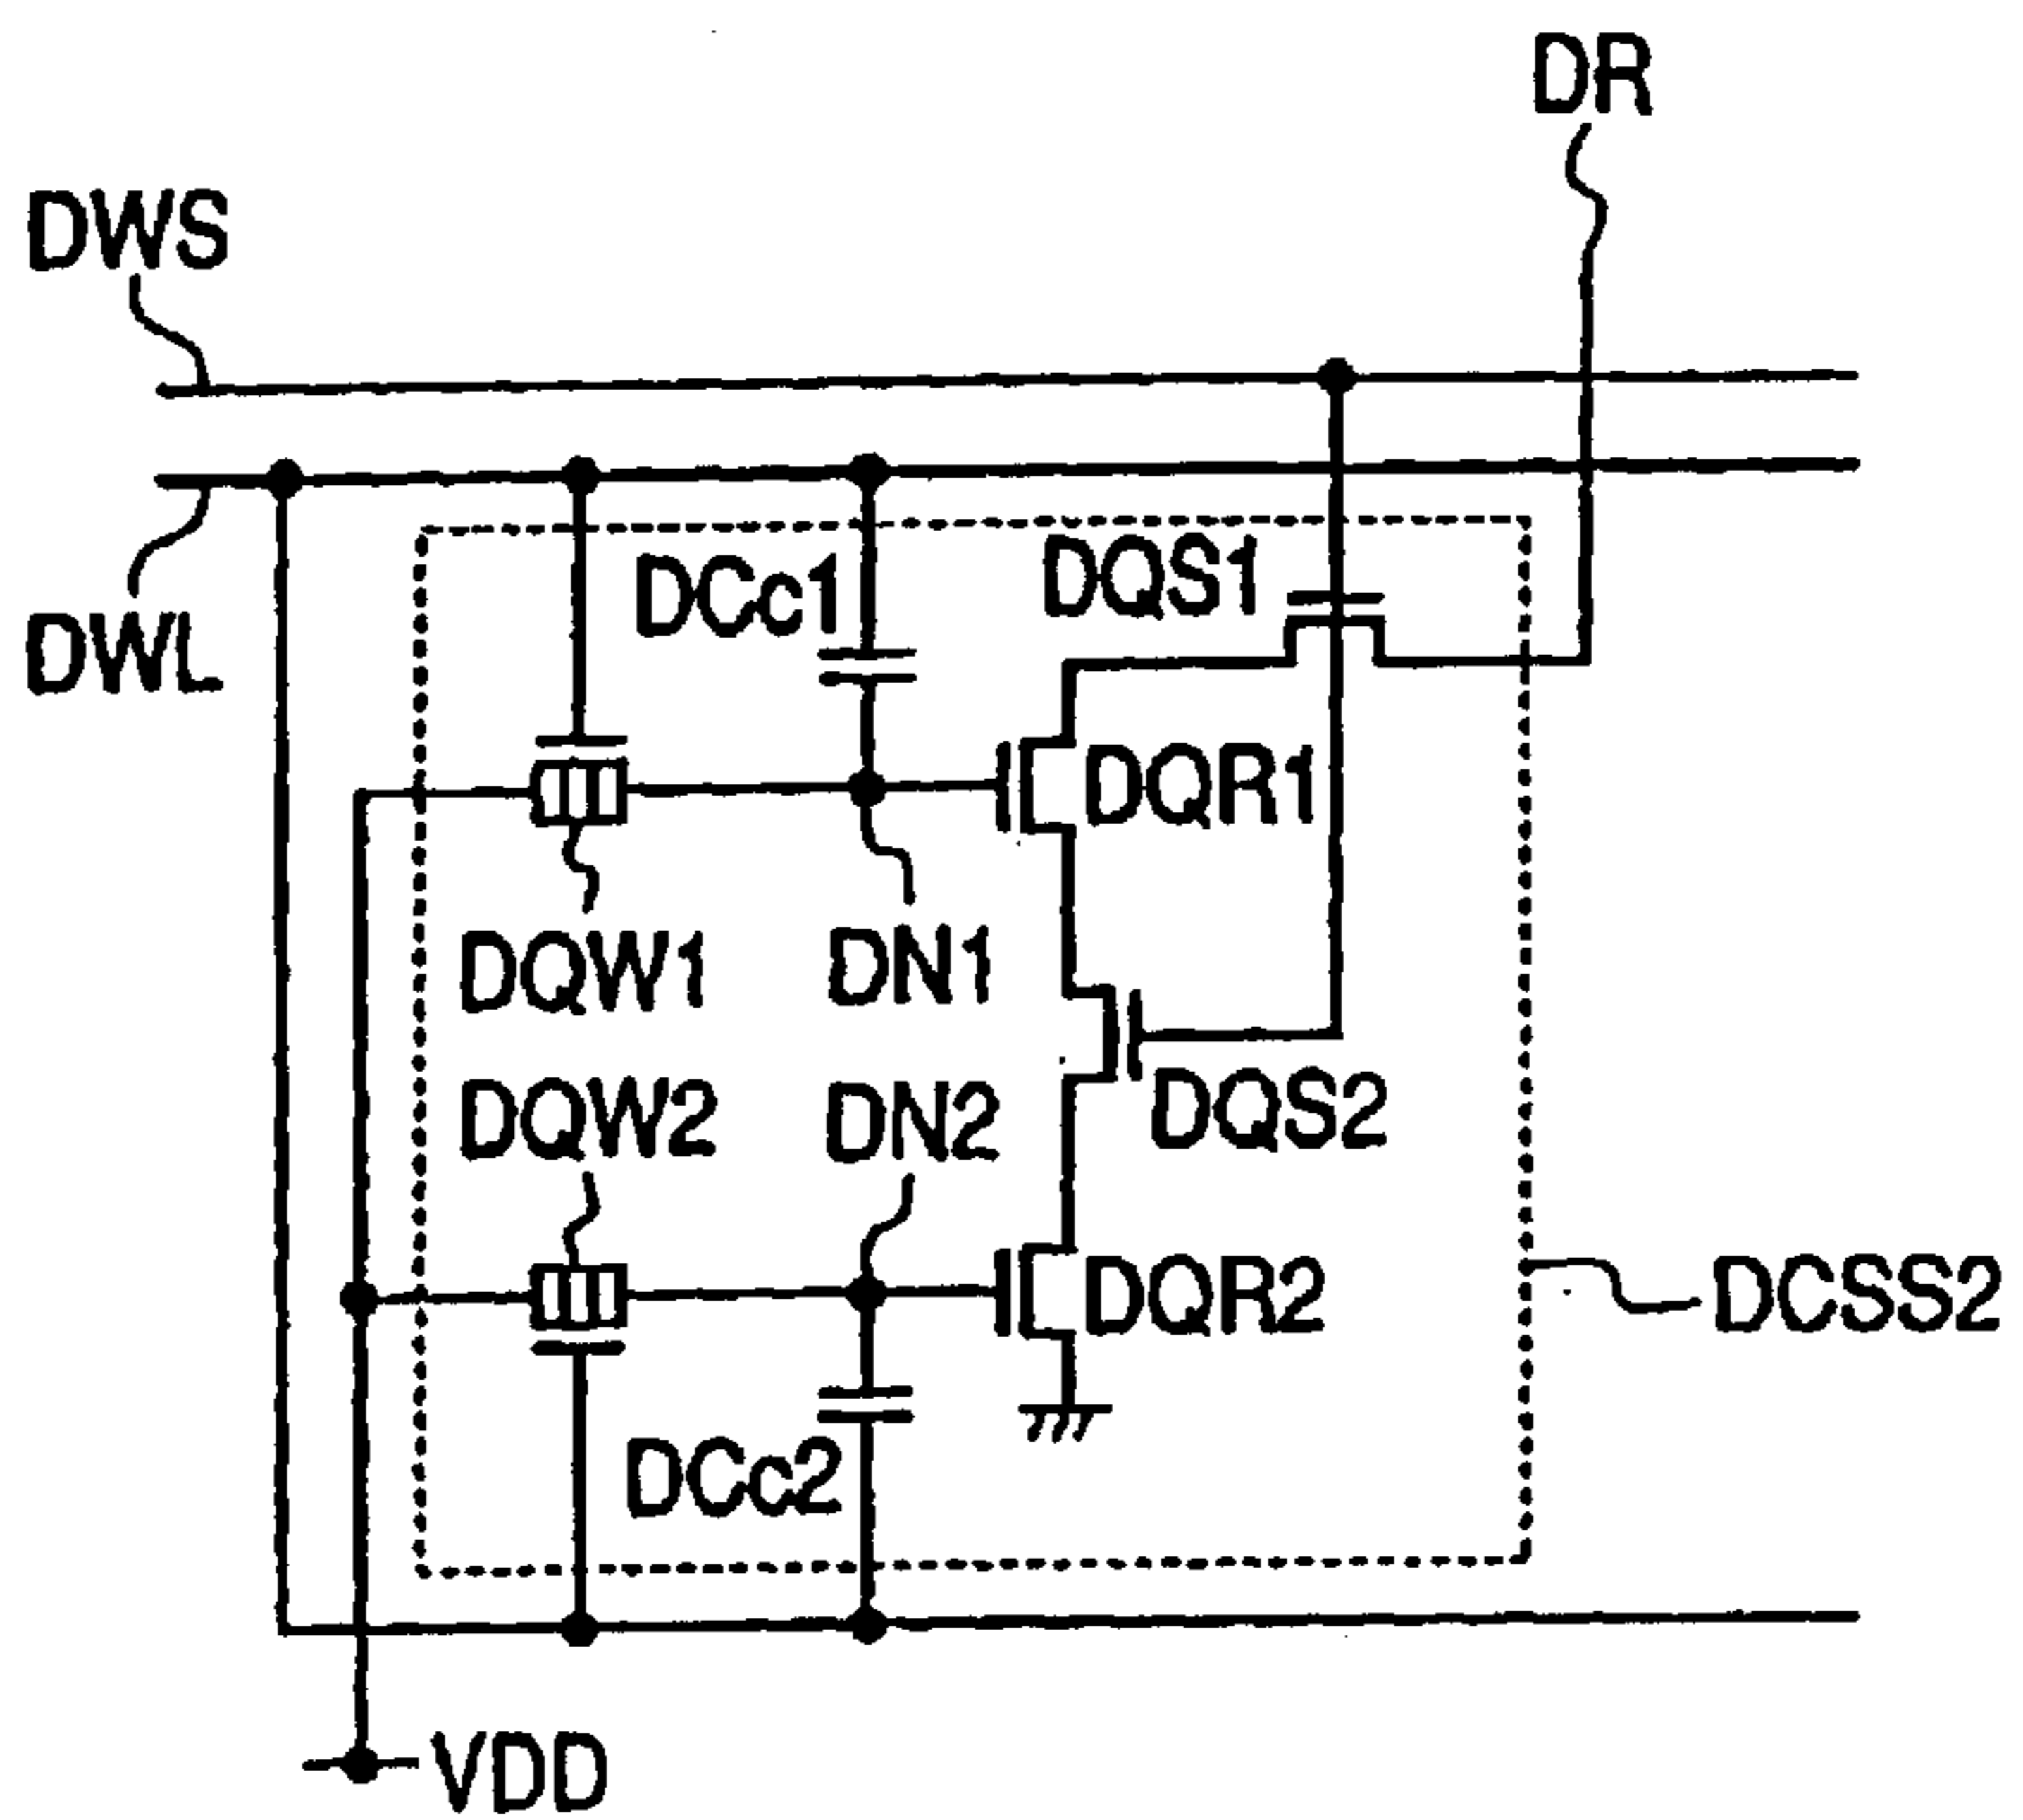 DR
DWS
DWL
DCc1
DQS1
DQR1
DQW1
DN1
DQW2
DN2
DQS2
DQR2
DCSS2
DCc2
VDD